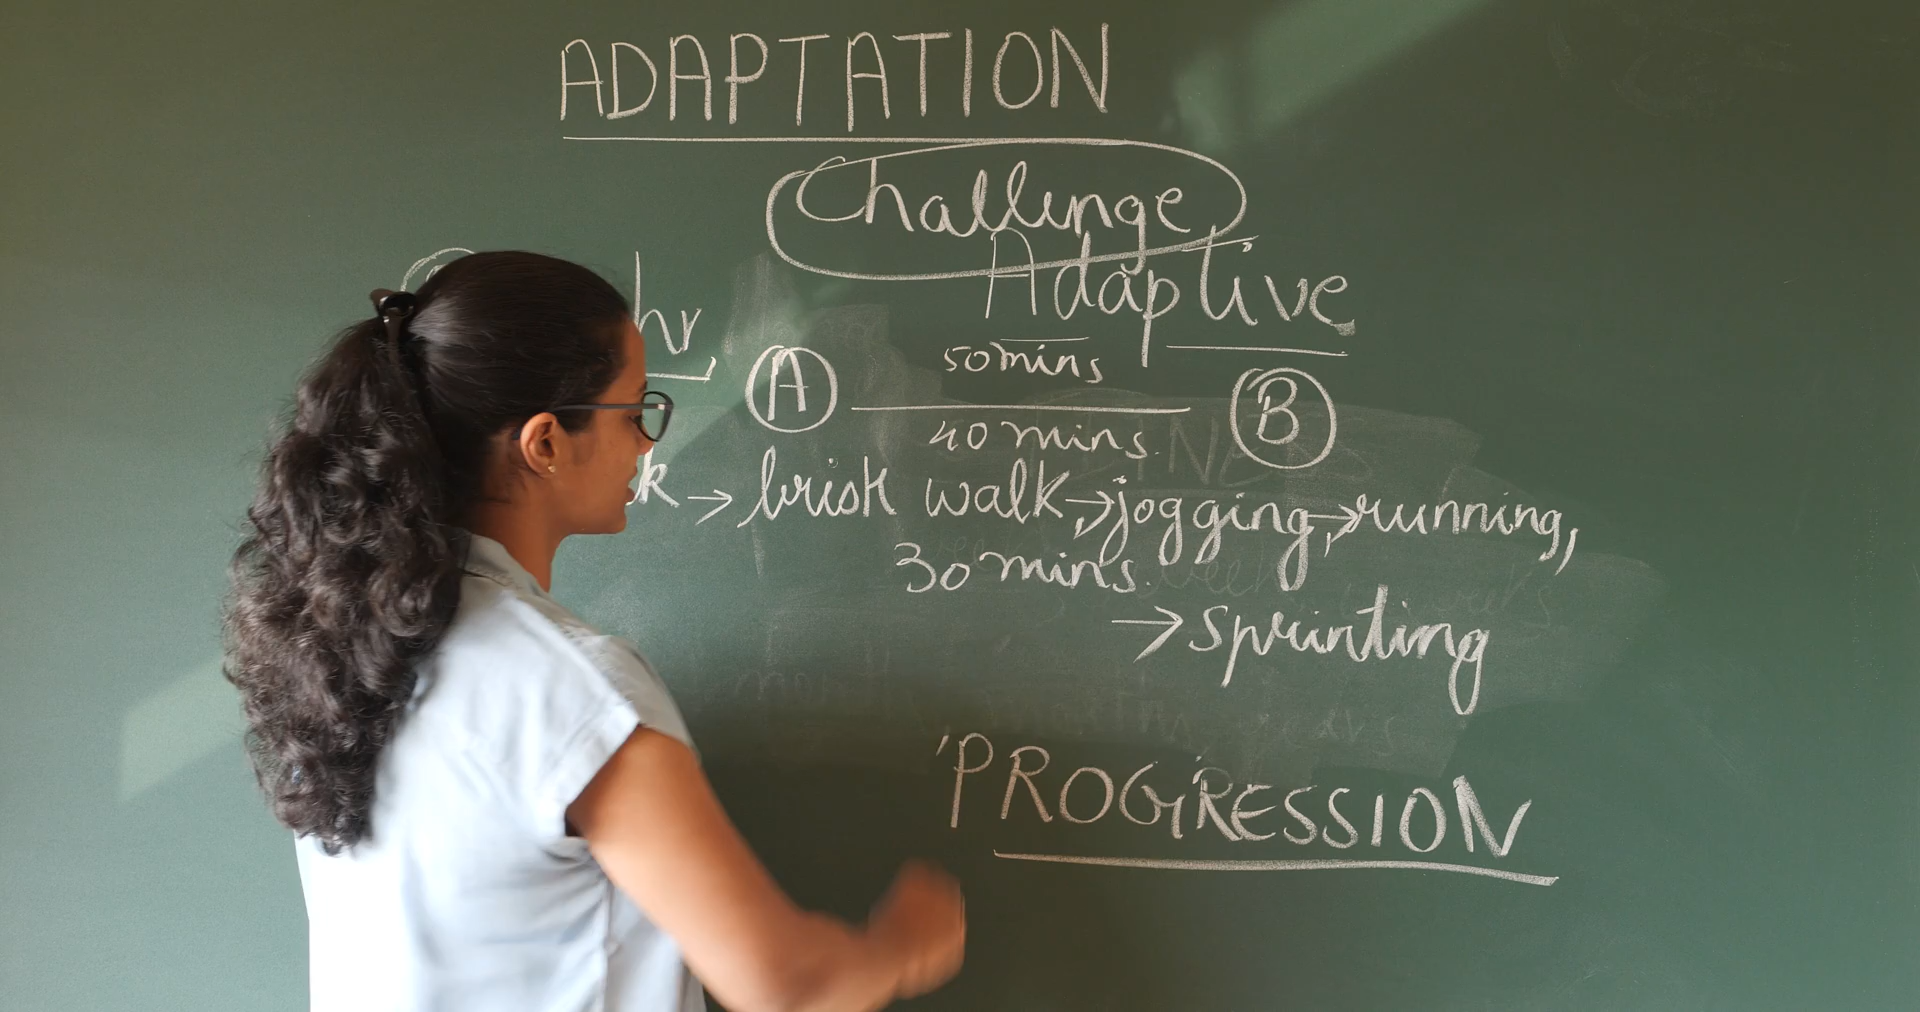 ADAPTATION
Challenge
Adaptive
hr,
A 50 mins B
40 mins.
k → brisk walk, → jogging, → running,
30 mins.
→ sprinting
'PROGRESSION